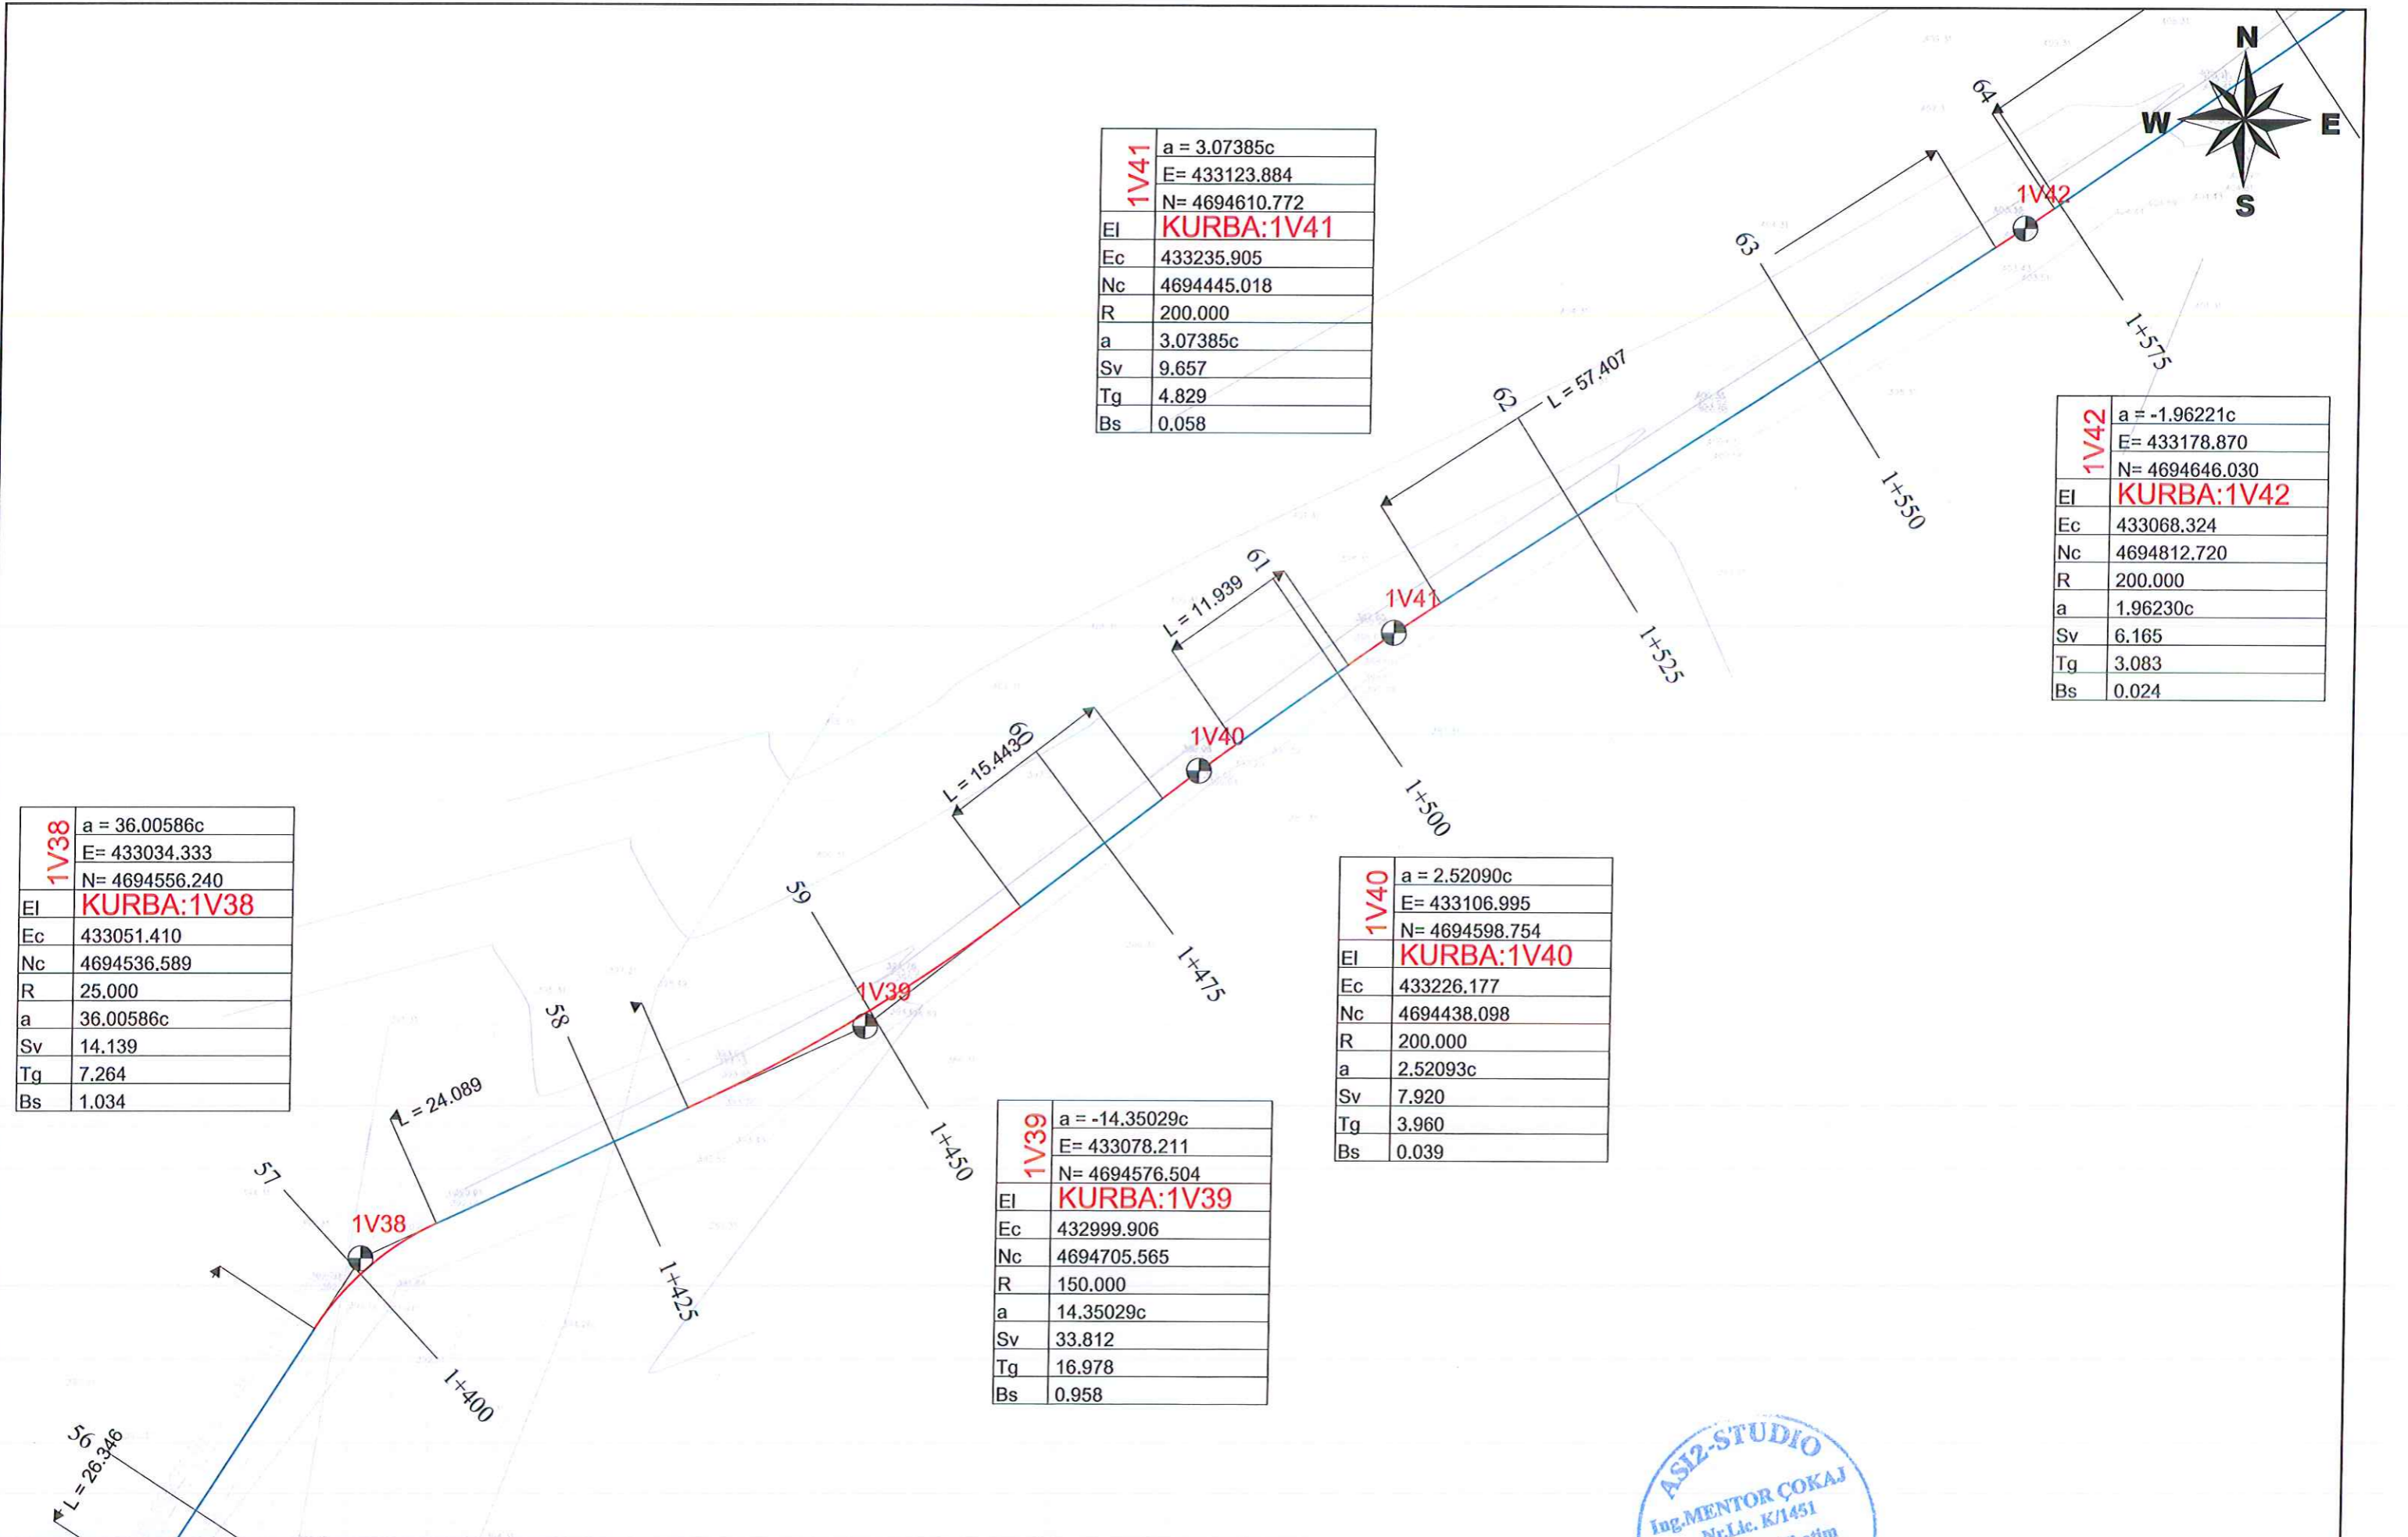 N
W
E
S
64
1V42
1+575
63
1+550
62
L = 57.407
1+525
1V41
a = 3.07385c
E= 433123.884
N= 4694610.772
El KURBA:1V41
Ec 433235.905
Nc 4694445.018
R 200.000
a 3.07385c
Sv 9.657
Tg 4.829
Bs 0.058
1V42
a = -1.96221c
E= 433178.870
N= 4694646.030
El KURBA:1V42
Ec 433068.324
Nc 4694812.720
R 200.000
a 1.96230c
Sv 6.165
Tg 3.083
Bs 0.024
61
L = 11.939
1V41
1+500
60
L = 15.443
1V40
1+475
1V38
a = 36.00586c
E= 433034.333
N= 4694556.240
El KURBA:1V38
Ec 433051.410
Nc 4694536.589
R 25.000
a 36.00586c
Sv 14.139
Tg 7.264
Bs 1.034
1V40
a = 2.52090c
E= 433106.995
N= 4694598.754
El KURBA:1V40
Ec 433226.177
Nc 4694438.098
R 200.000
a 2.52093c
Sv 7.920
Tg 3.960
Bs 0.039
59
1V39
1+450
58
1+425
L = 24.089
1V39
a = -14.35029c
E= 433078.211
N= 4694576.504
El KURBA:1V39
Ec 432999.906
Nc 4694705.565
R 150.000
a 14.35029c
Sv 33.812
Tg 16.978
Bs 0.958
57
1V38
1+400
56
L = 26.346
ASI2-STUDIO
Ing.MENTOR ÇOKAJ
Nr.Lic. K/1451